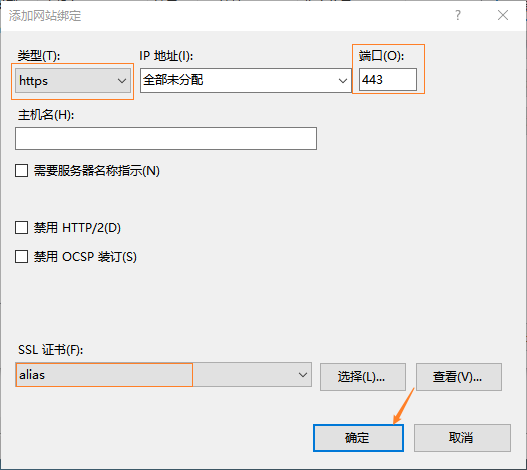 添加网站绑定
?
类型(T):
IP 地址(I):
端口(O):
https
全部未分配
443
主机名(H):
需要服务器名称指示(N)
禁用 HTTP/2(D)
禁用 OCSP 装订(S)
SSL 证书(F):
alias
选择(L)...
查看(V)...
确定
取消